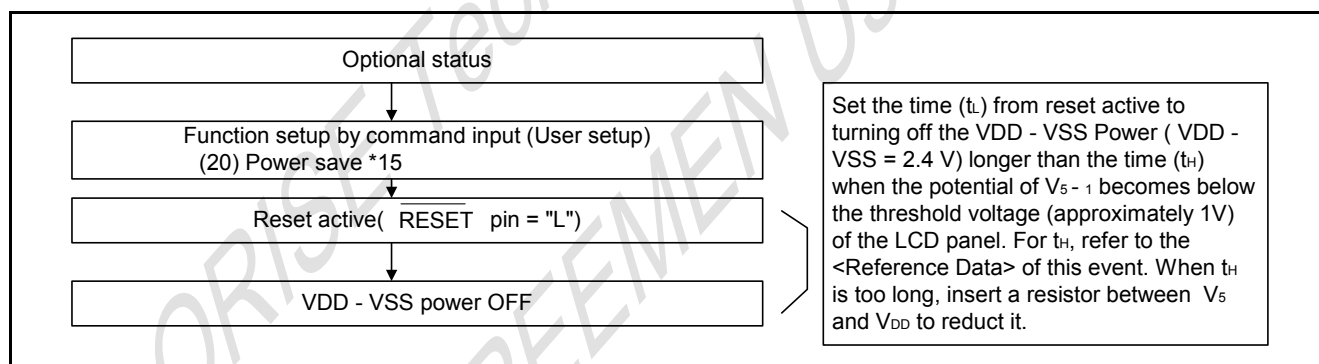 Optional status
Function setup by command input (User setup)
(20) Power save *15
Reset active( RESET pin = "L")
VDD - VSS power OFF
Set the time (tL) from reset active to
turning off the VDD - VSS Power ( VDD -
VSS = 2.4 V) longer than the time (tH)
when the potential of V5 - 1 becomes below
the threshold voltage (approximately 1V)
of the LCD panel. For tH, refer to the
<Reference Data> of this event. When tH
is too long, insert a resistor between V5
and VDD to reduct it.
ORISE Tec
REEMEN U